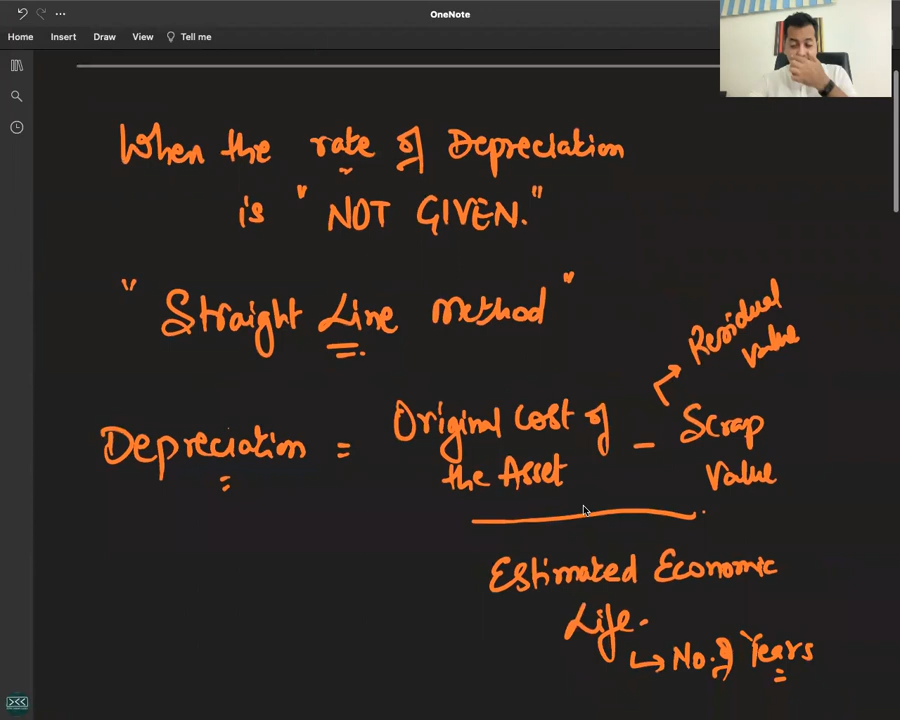 OneNote
Home Insert Draw View Tell me
When the rate of Depreciation
is "NOT GIVEN."
"Straight Line Method"
Residual
Value
Depreciation = Original Cost of
the Asset - Scrap
Value
Estimated Economic
Life.
No. of Years